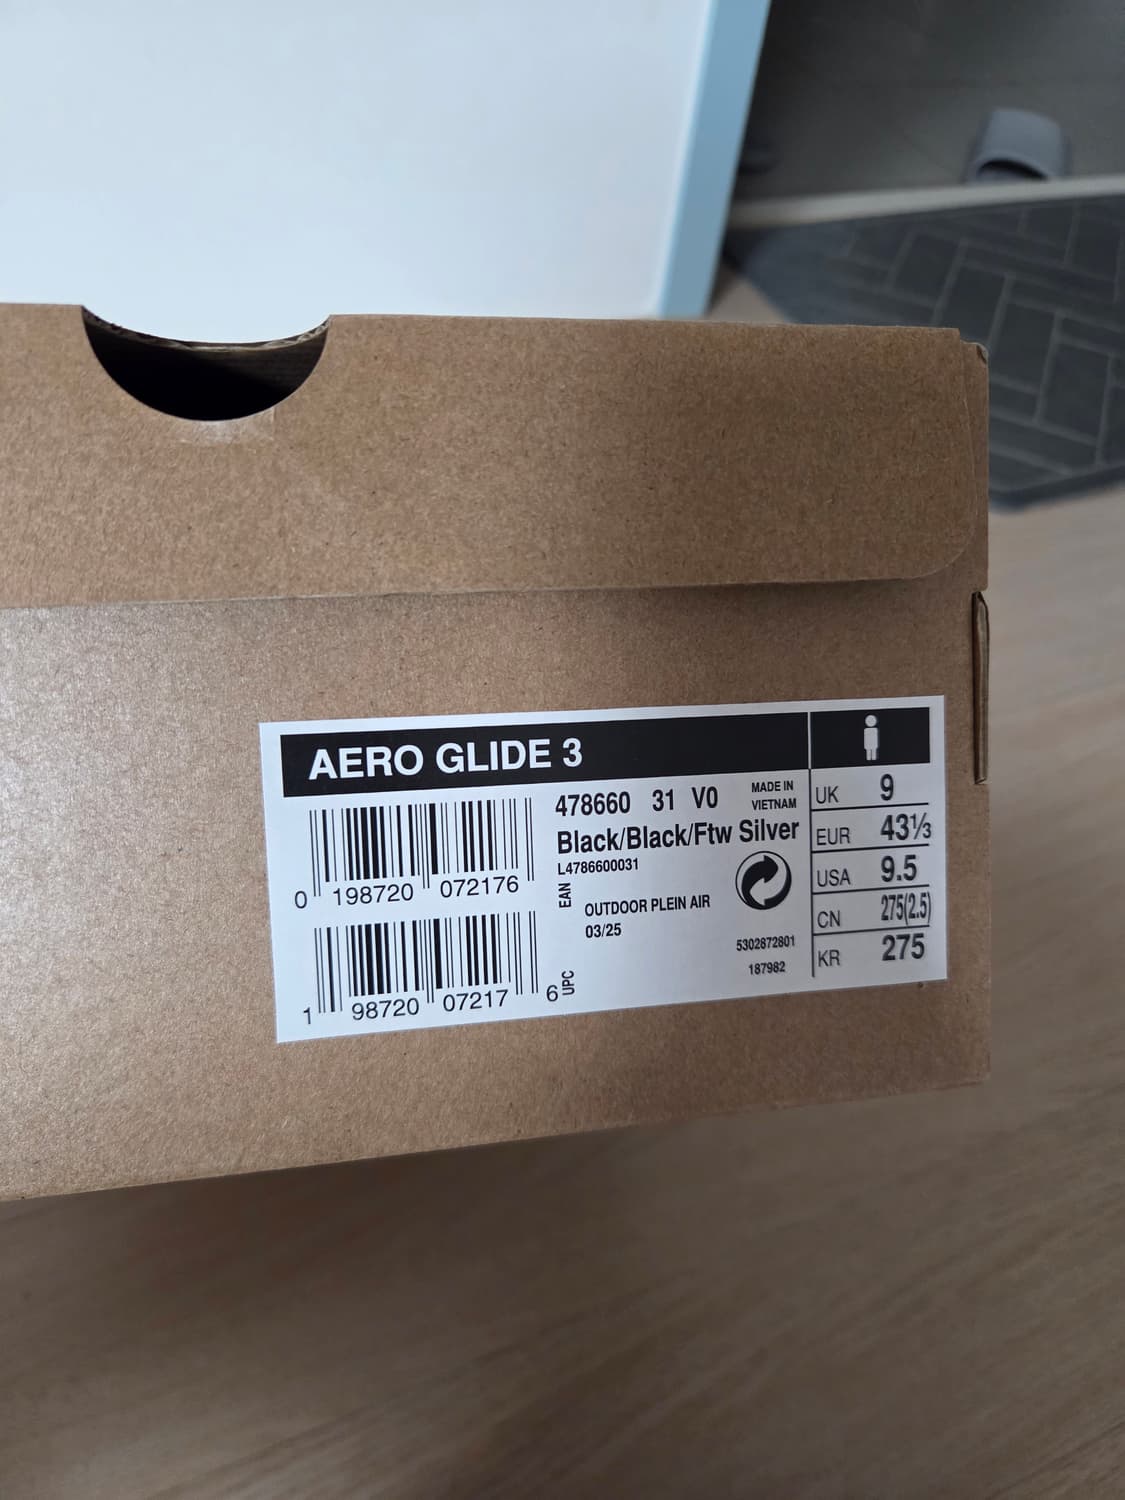 AERO GLIDE 3
0 198720 072176
EAN
1 98720 07217 6
UPC
478660 31 V0
MADE IN
VIETNAM
Black/Black/Ftw Silver
L4786600031
OUTDOOR PLEIN AIR
03/25
5302872801
187982
UK 9
EUR 43⅓
USA 9.5
CN 275(2.5)
KR 275